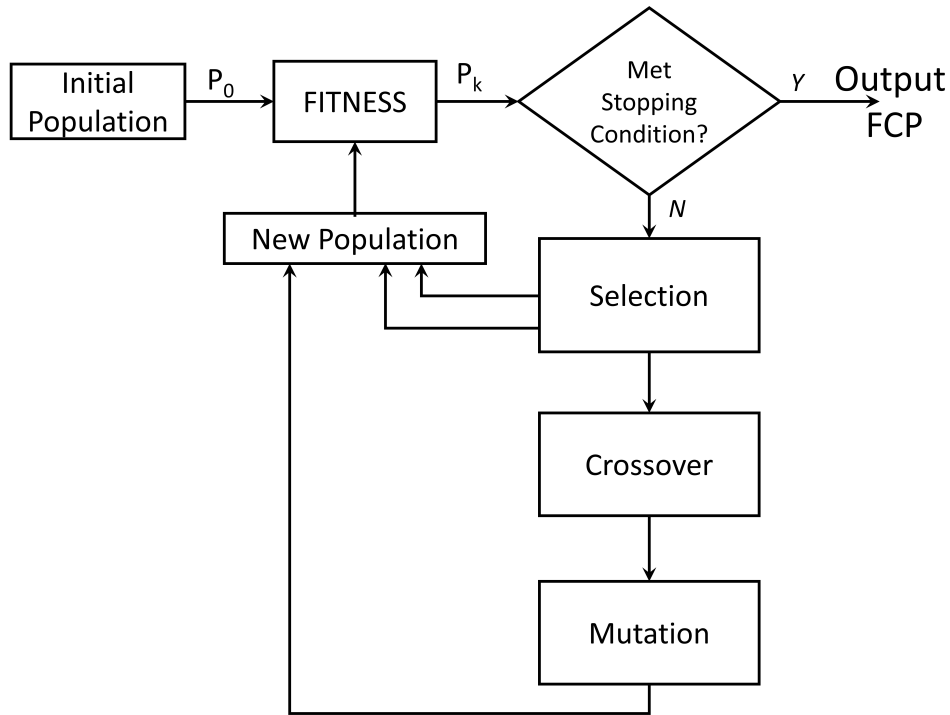 Initial
Population
P₀
FITNESS
Pₖ
Met
Stopping
Condition?
Y
Output
FCP
N
New Population
Selection
Crossover
Mutation